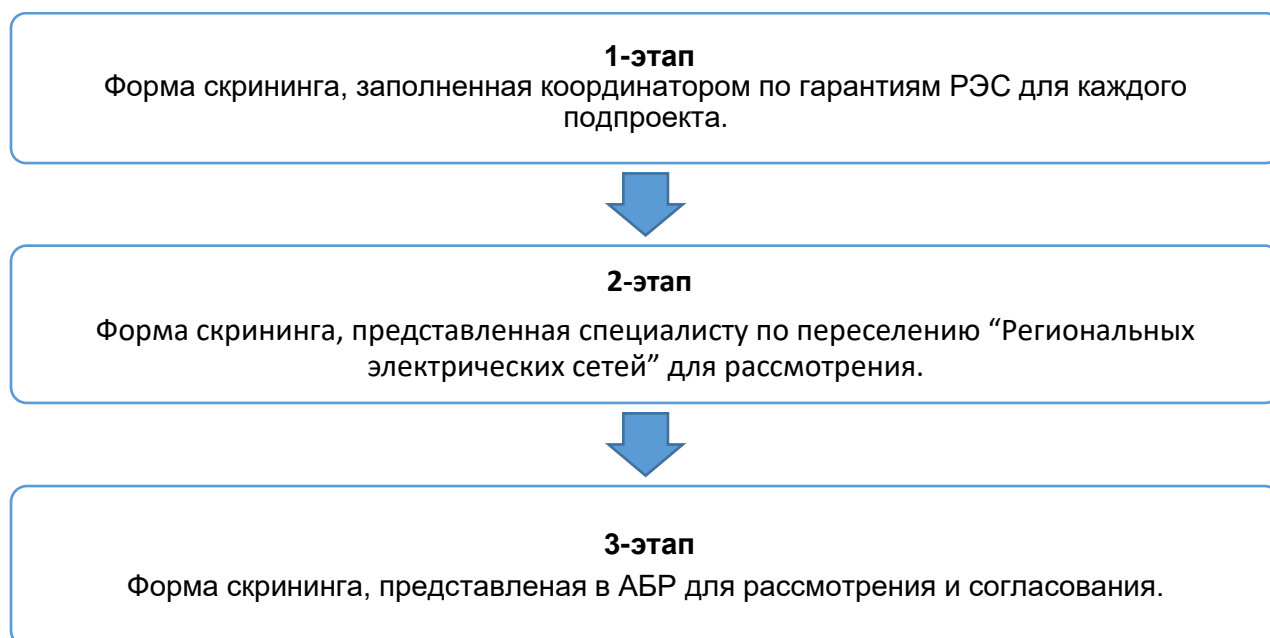 1-этап
Форма скрининга, заполненная координатором по гарантиям РЭС для каждого
подпроекта.
2-этап
Форма скрининга, представленная специалисту по переселению “Региональных
электрических сетей” для рассмотрения.
3-этап
Форма скрининга, представленая в АБР для рассмотрения и согласования.